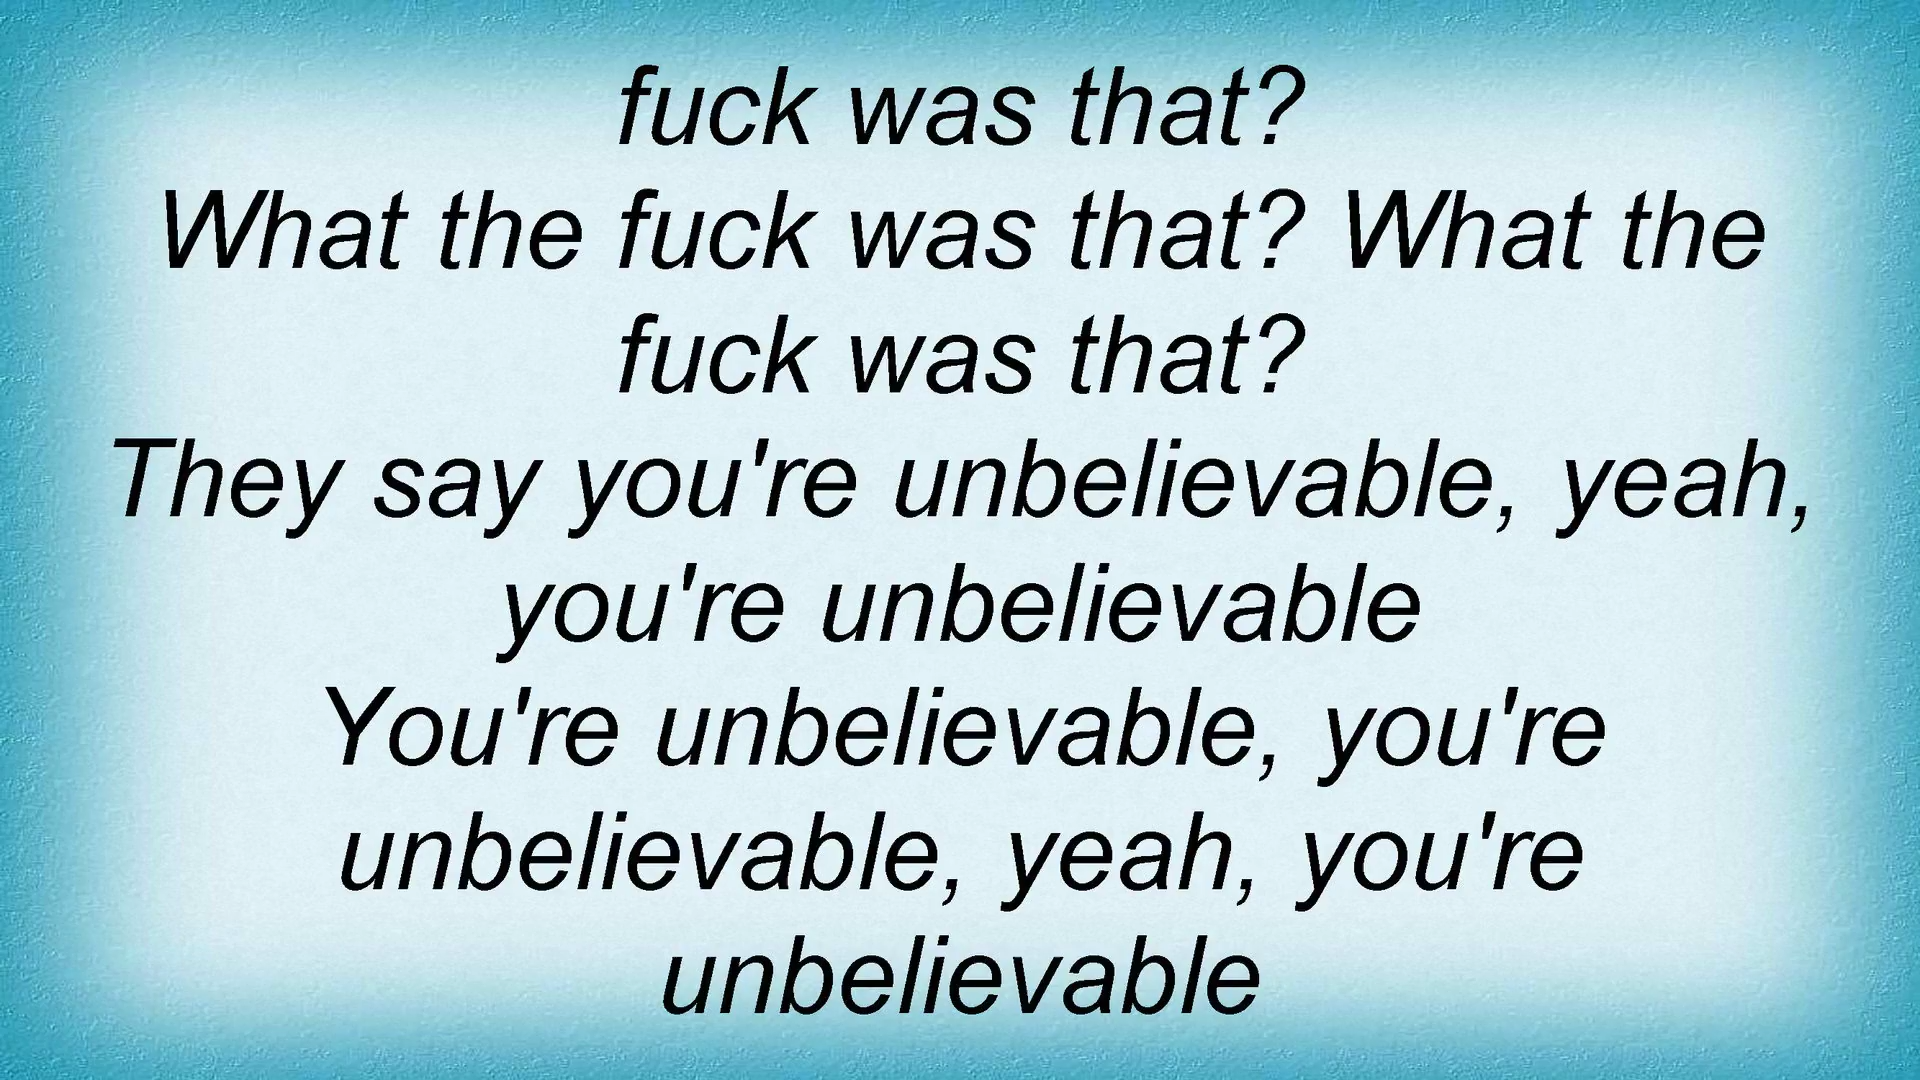 fuck was that?
What the fuck was that? What the
fuck was that?
They say you're unbelievable, yeah,
you're unbelievable
You're unbelievable, you're
unbelievable, yeah, you're
unbelievable